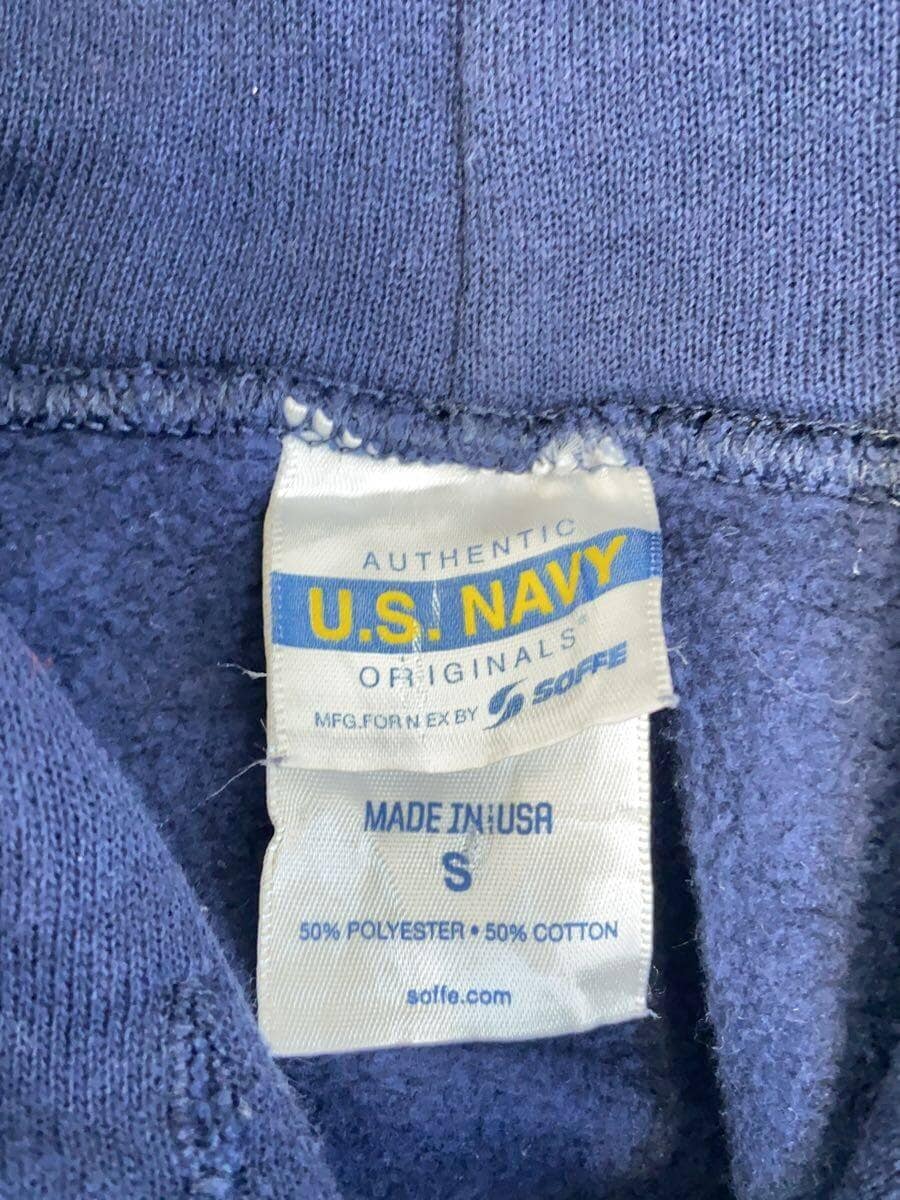 AUTHENTIC
U.S. NAVY
ORIGINALS®
MFG.FOR N EX BY SOFFE
MADE IN USA
S
50% POLYESTER • 50% COTTON
soffe.com